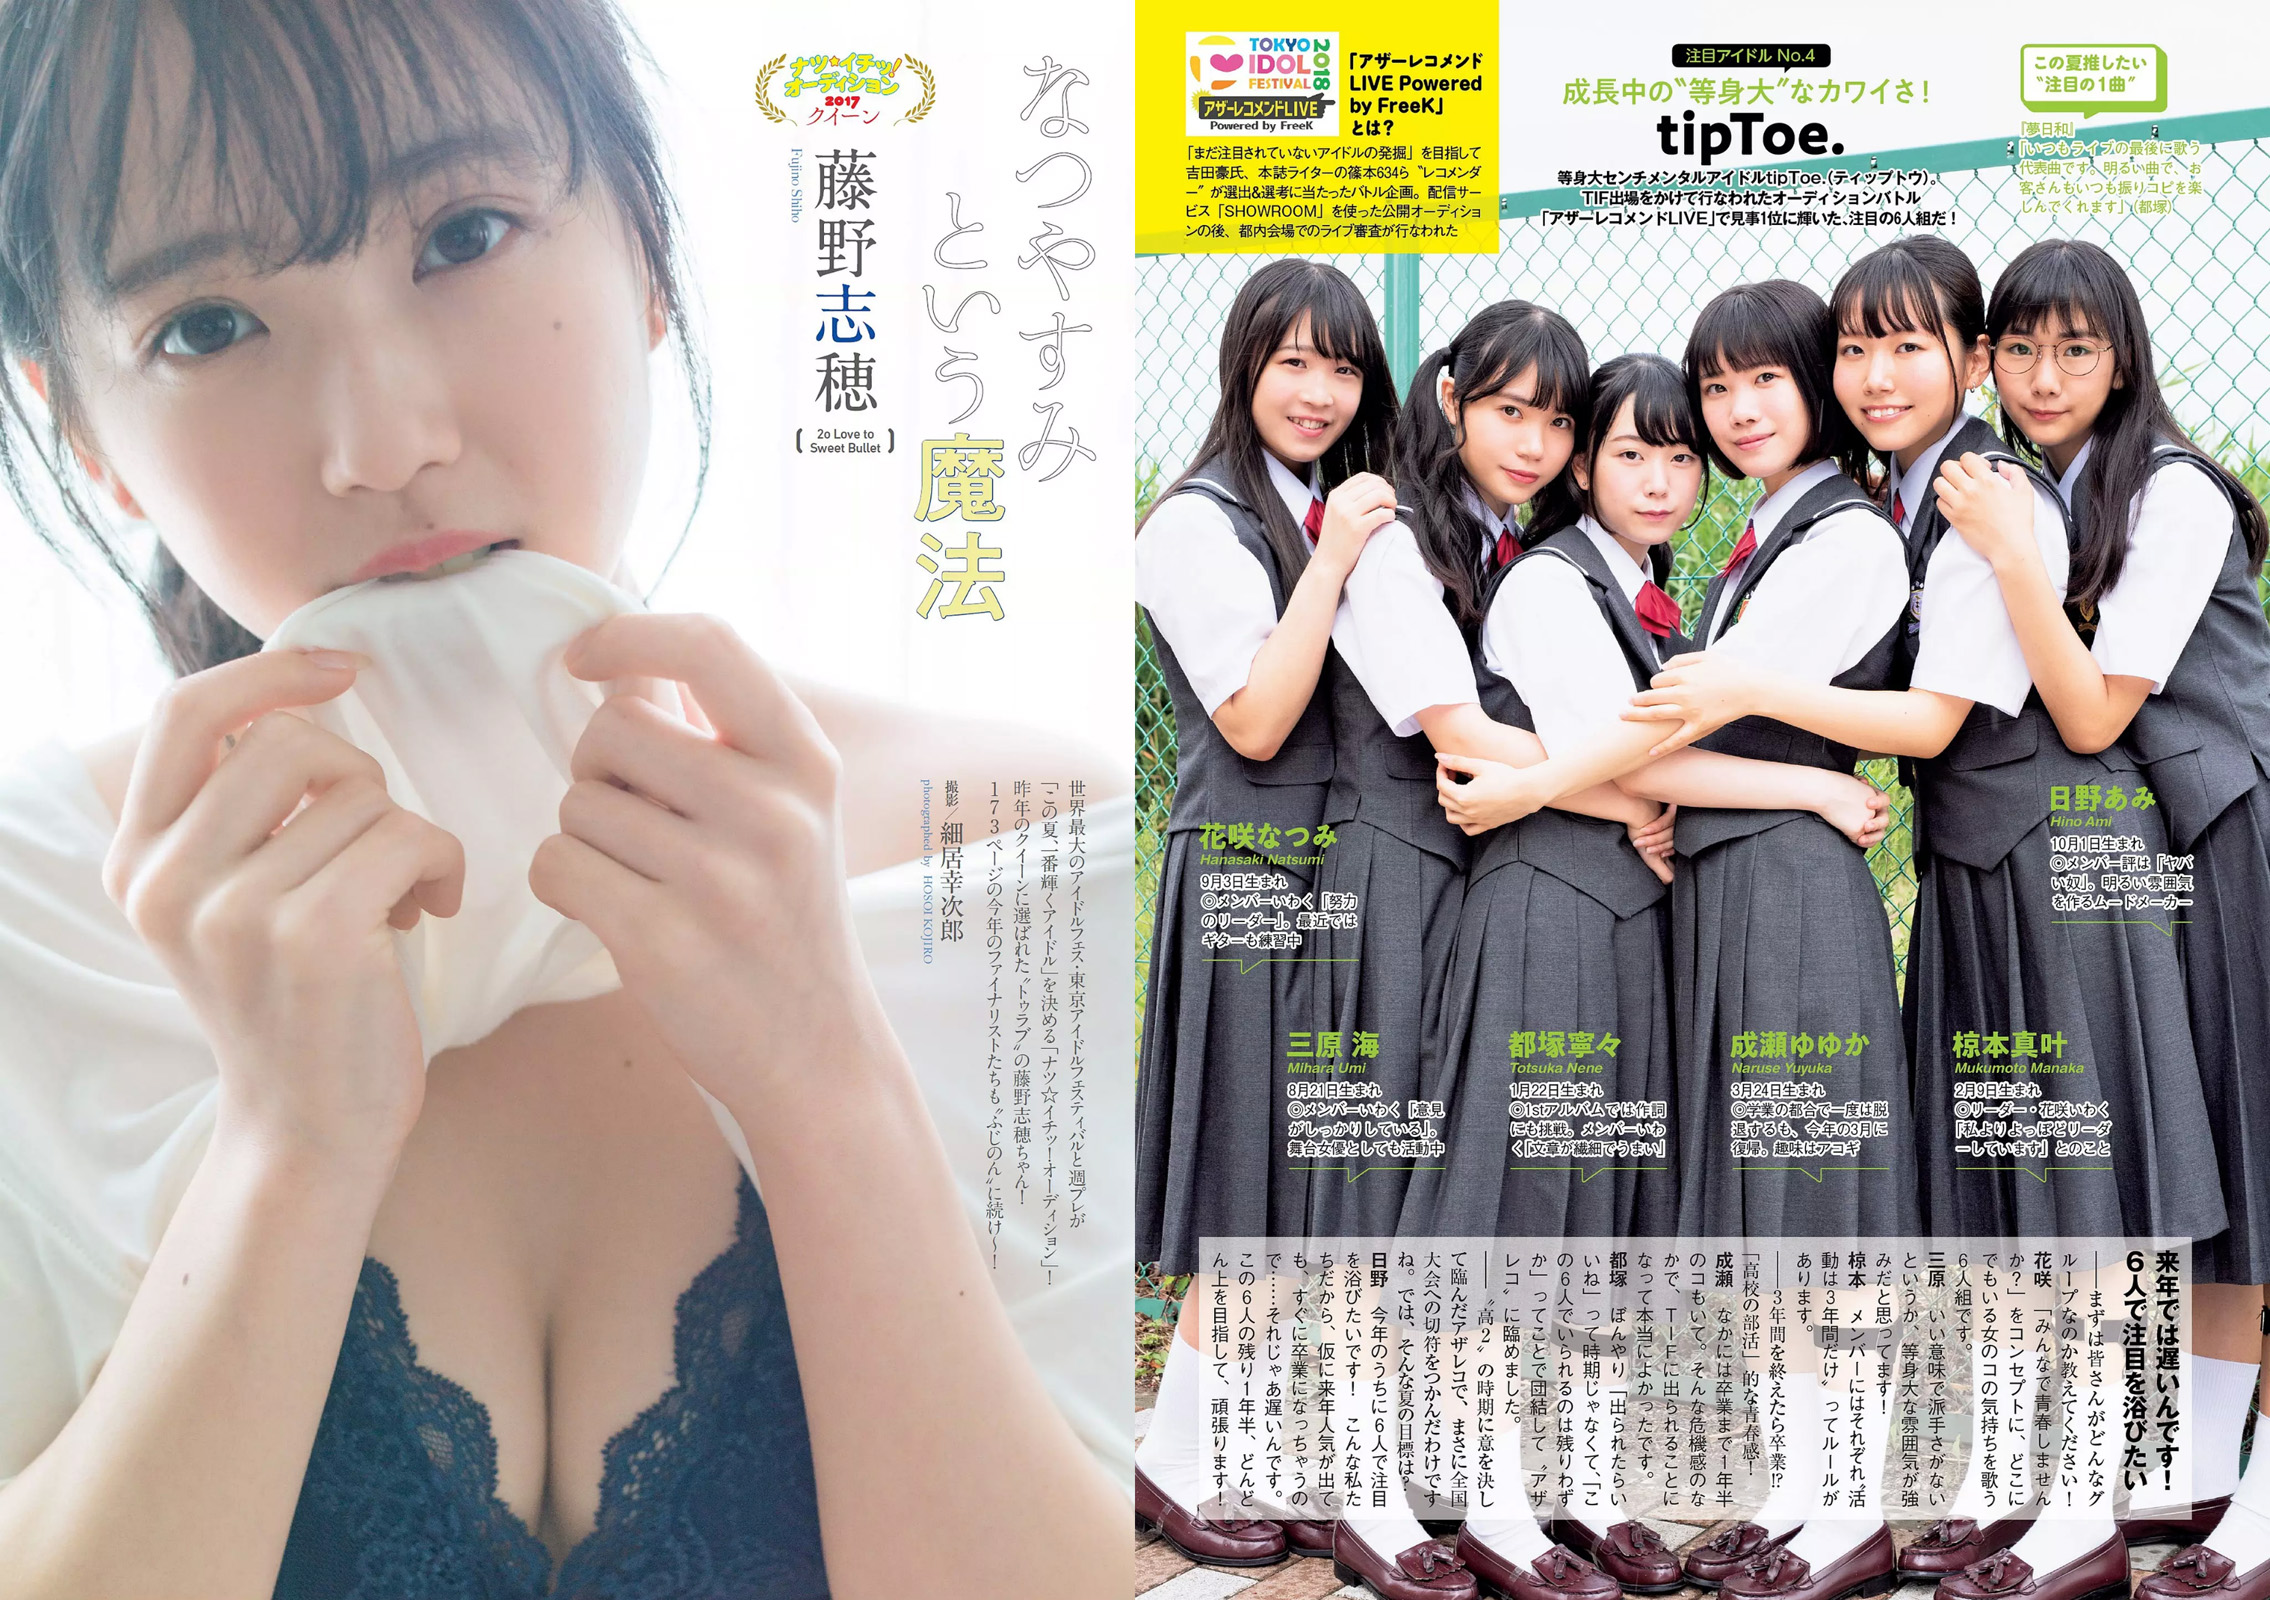 ナツ☆イチッ!
オーディション
2017
クイーン
なつやすみ
という魔法
藤野志穂
Fujino Shiho
2o Love to
Sweet Bullet
世界最大のアイドルフェス・東京アイドルフェスティバルと週プレが
「この夏、一番輝くアイドル」を決める「ナツ☆イチッ!オーディション」!
昨年のクイーンに選ばれた〝トゥラブ〟の藤野志穂ちゃん!
173ページの今年のファイナリストたちも〝ふじのん〟に続け〜!
撮影/細居幸次郎
photographed by HOSOI KOJIRO
TOKYO
IDOL
FESTIVAL
2018
アザーレコメンドLIVE
Powered by FreeK
「アザーレコメンド
LIVE Powered
by FreeK」
とは?
「まだ注目されていないアイドルの発掘」を目指して
吉田豪氏、本誌ライターの篠本634ら〝レコメンダ
ー〟が選出&選考に当たったバトル企画。配信サー
ビス「SHOWROOM」を使った公開オーディショ
ンの後、都内会場でのライブ審査が行なわれた
注目アイドル No.4
成長中の〝等身大〟なカワイさ!
tipToe.
等身大センチメンタルアイドルtipToe.(ティップトウ)。
TIF出場をかけて行なわれたオーディションバトル
「アザーレコメンドLIVE」で見事1位に輝いた、注目の6人組だ!
この夏推したい
〝注目の1曲〟
『夢日和』
「いつもライブの最後に歌う
代表曲です。明るい曲で、お
客さんもいつも振りコピを楽
しんでくれます」(都塚)
花咲なつみ
Hanasaki Natsumi
9月3日生まれ
◎メンバーいわく「努力
のリーダー」。最近では
ギターも練習中
日野あみ
Hino Ami
10月1日生まれ
◎メンバー評は「ヤバ
い奴」。明るい雰囲気
を作るムードメーカー
三原 海
Mihara Umi
8月21日生まれ
◎メンバーいわく「意見
がしっかりしている」。
舞台女優としても活動中
都塚寧々
Totsuka Nene
1月22日生まれ
◎1stアルバムでは作詞
にも挑戦。メンバーいわ
く「文章が繊細でうまい」
成瀬ゆゆか
Naruse Yuyuka
3月24日生まれ
◎学業の都合で一度は脱
退するも、今年の3月に
復帰。趣味はアコギ
椋本真叶
Mukumoto Manaka
2月9日生まれ
◎リーダー・花咲いわく
「私よりよっぽどリーダ
ーしています」とのこと
来年では遅いんです!
6人で注目を浴びたい
――まずは皆さんがどんなグ
ループなのか教えてください!
花咲 「みんなで青春しません
か?」をコンセプトに、どこに
でもいる女のコの気持ちを歌う
6人組です。
三原 いい意味で派手さがない
というか、等身大な雰囲気が強
みだと思ってます!
椋本 メンバーにはそれぞれ〝活
動は3年間だけ〟ってルールが
あります。
――3年間を終えたら卒業!?
「高校の部活」的な青春感!
成瀬 なかには卒業まで1年半
のコもいて。そんな危機感のな
かで、TIFに出られることに
なって本当によかったです。
都塚 ぼんやり「出られたらい
いね」って時期じゃなくて、「こ
の6人でいられるのは残りわず
か」ってことで団結して〝アザ
レコ〟に臨めました。
――〝高2〟の時期に意を決し
て臨んだアザレコで、まさに全国
大会への切符をつかんだわけです
ね。では、そんな夏の目標は?
日野 今年のうちに6人で注目
を浴びたいです! こんな私た
ちだから、仮に来年人気が出て
も、すぐに卒業になっちゃうの
で……それじゃあ遅いんです。
この6人の残り1年半、どんど
ん上を目指して、頑張ります!